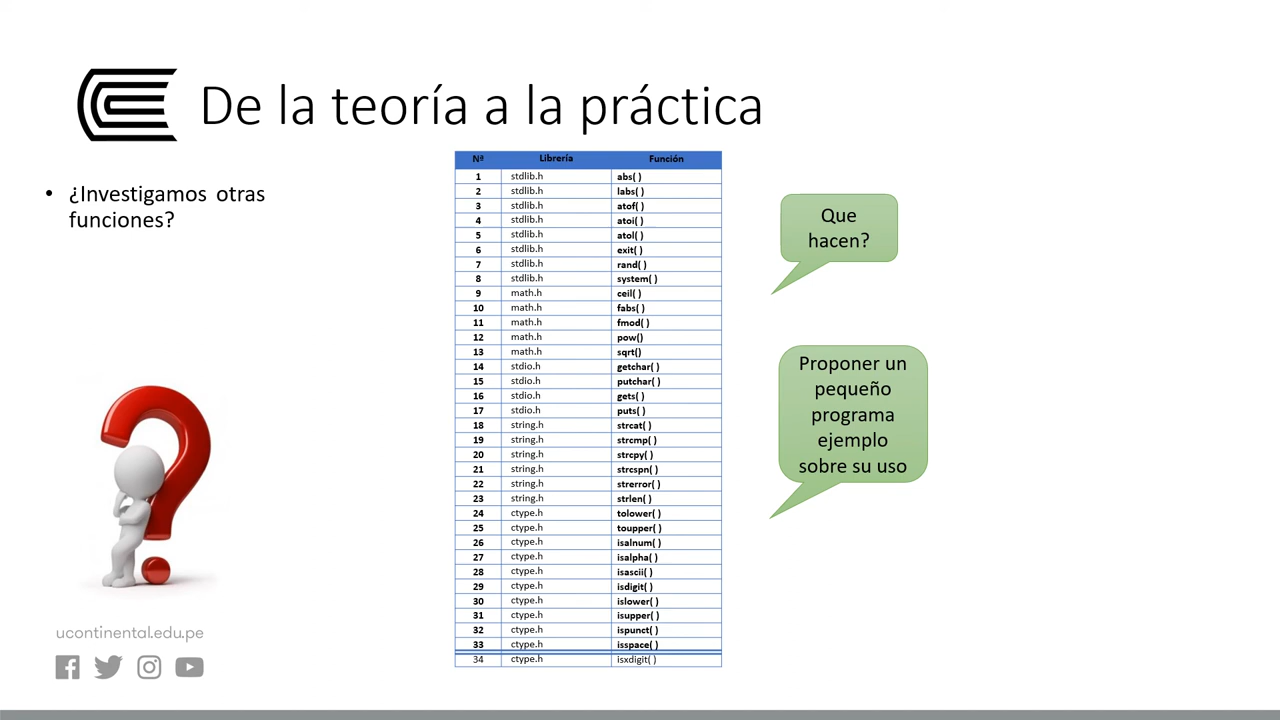 De la teoría a la práctica
• ¿Investigamos otras
funciones?
Nª Librería Función
1 stdlib.h abs( )
2 stdlib.h labs( )
3 stdlib.h atof( )
4 stdlib.h atoi( )
5 stdlib.h atol( )
6 stdlib.h exit( )
7 stdlib.h rand( )
8 stdlib.h system( )
9 math.h ceil( )
10 math.h fabs( )
11 math.h fmod( )
12 math.h pow()
13 math.h sqrt()
14 stdio.h getchar( )
15 stdio.h putchar( )
16 stdio.h gets( )
17 stdio.h puts( )
18 string.h strcat( )
19 string.h strcmp( )
20 string.h strcpy( )
21 string.h strcspn( )
22 string.h strerror( )
23 string.h strlen( )
24 ctype.h tolower( )
25 ctype.h toupper( )
26 ctype.h isalnum( )
27 ctype.h isalpha( )
28 ctype.h isascii( )
29 ctype.h isdigit( )
30 ctype.h islower( )
31 ctype.h isupper( )
32 ctype.h ispunct( )
33 ctype.h isspace( )
34 ctype.h isxdigit( )
Que
hacen?
Proponer un
pequeño
programa
ejemplo
sobre su uso
ucontinental.edu.pe